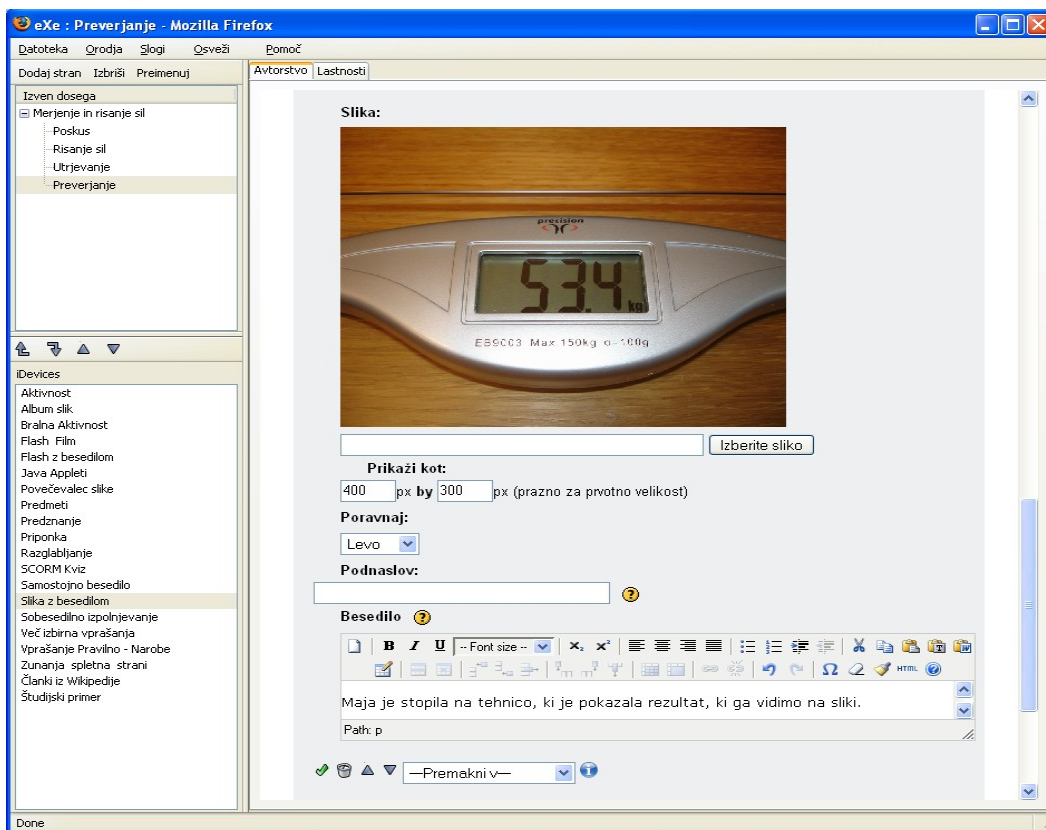 eXe : Preverjanje - Mozilla Firefox
Datoteka Orodja Slogi Osveži Pomoč
Dodaj stran Izbriši Preimenuj
Izven dosega
Merjenje in risanje sil
Poskus
Risanje sil
Utrjevanje
Preverjanje
iDevices
Aktivnost
Album slik
Bralna Aktivnost
Flash Film
Flash z besedilom
Java Appleti
Povečevalec slike
Predmeti
Predznanje
Priponka
Razglabljanje
SCORM Kviz
Samostojno besedilo
Slika z besedilom
Sobesedilno izpolnjevanje
Več izbirna vprašanja
Vprašanje Pravilno - Narobe
Zunanja spletna strani
Članki iz Wikipedije
Študijski primer
Avtorstvo Lastnosti
Slika:
precision
53.4 kg
EB9003 Max 150kg d=100g
Izberite sliko
Prikaži kot:
400 px by 300 px (prazno za prvotno velikost)
Poravnaj:
Levo
Podnaslov:
Besedilo
B I U -- Font size -- x₂ x²
Ω HTML
Maja je stopila na tehnico, ki je pokazala rezultat, ki ga vidimo na sliki.
Path: p
—Premakni v—
Done